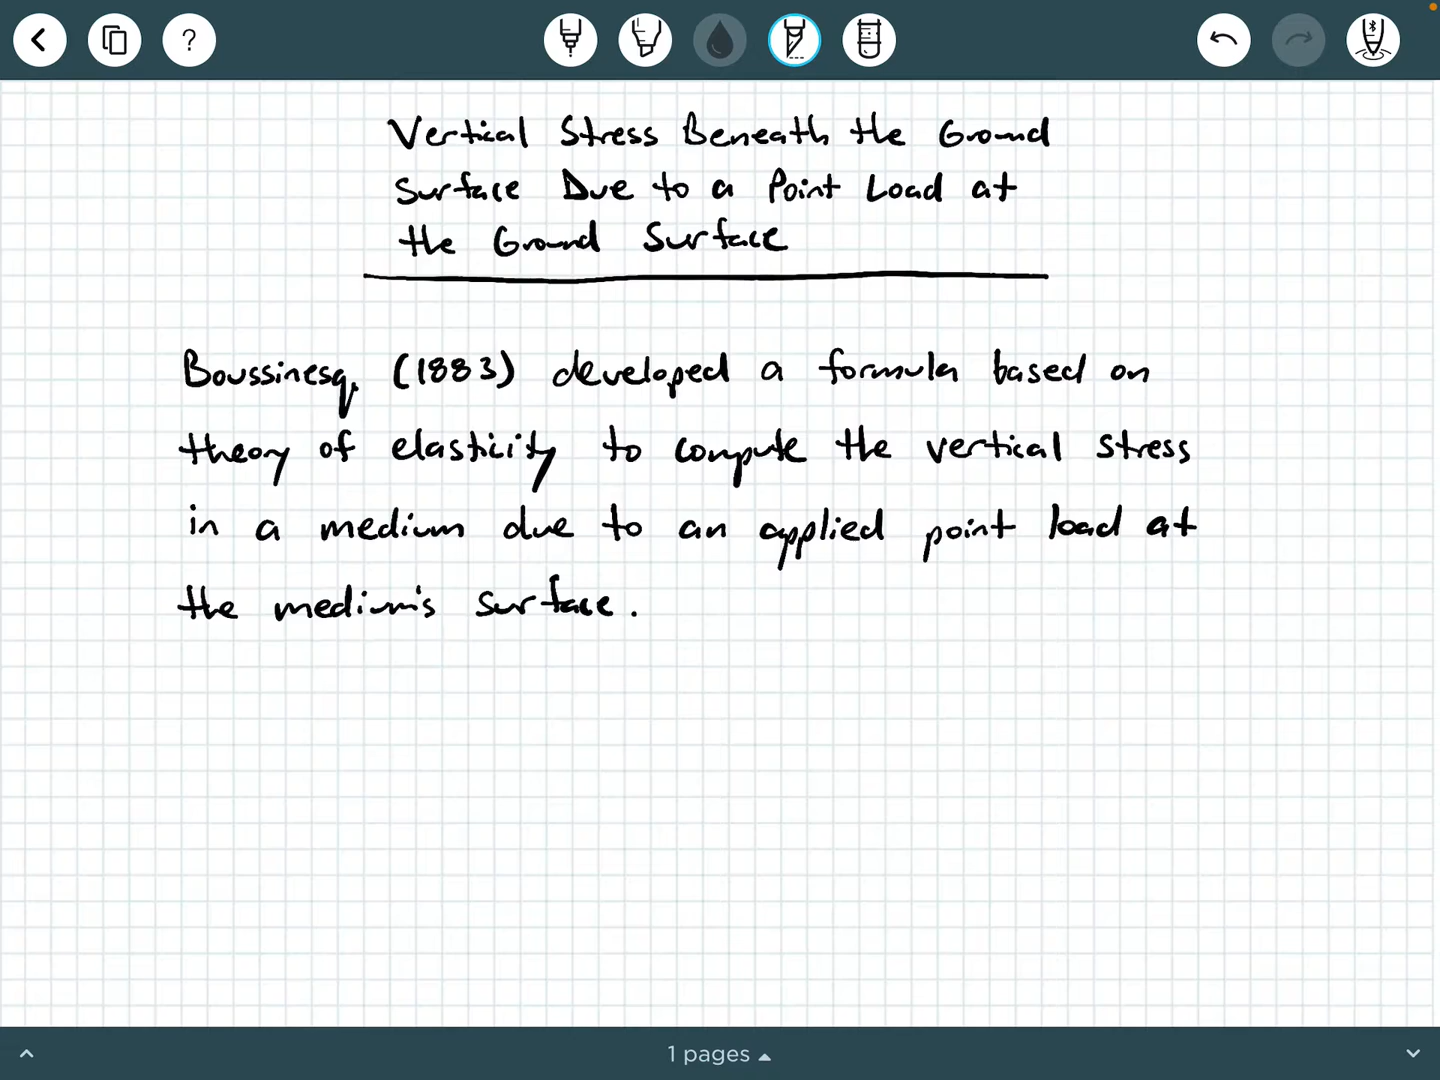 Vertical Stress Beneath the Ground
Surface Due to a Point Load at
the Ground Surface
Boussinesq (1883) developed a formula based on
theory of elasticity to compute the vertical stress
in a medium due to an applied point load at
the medium's surface.
1 pages